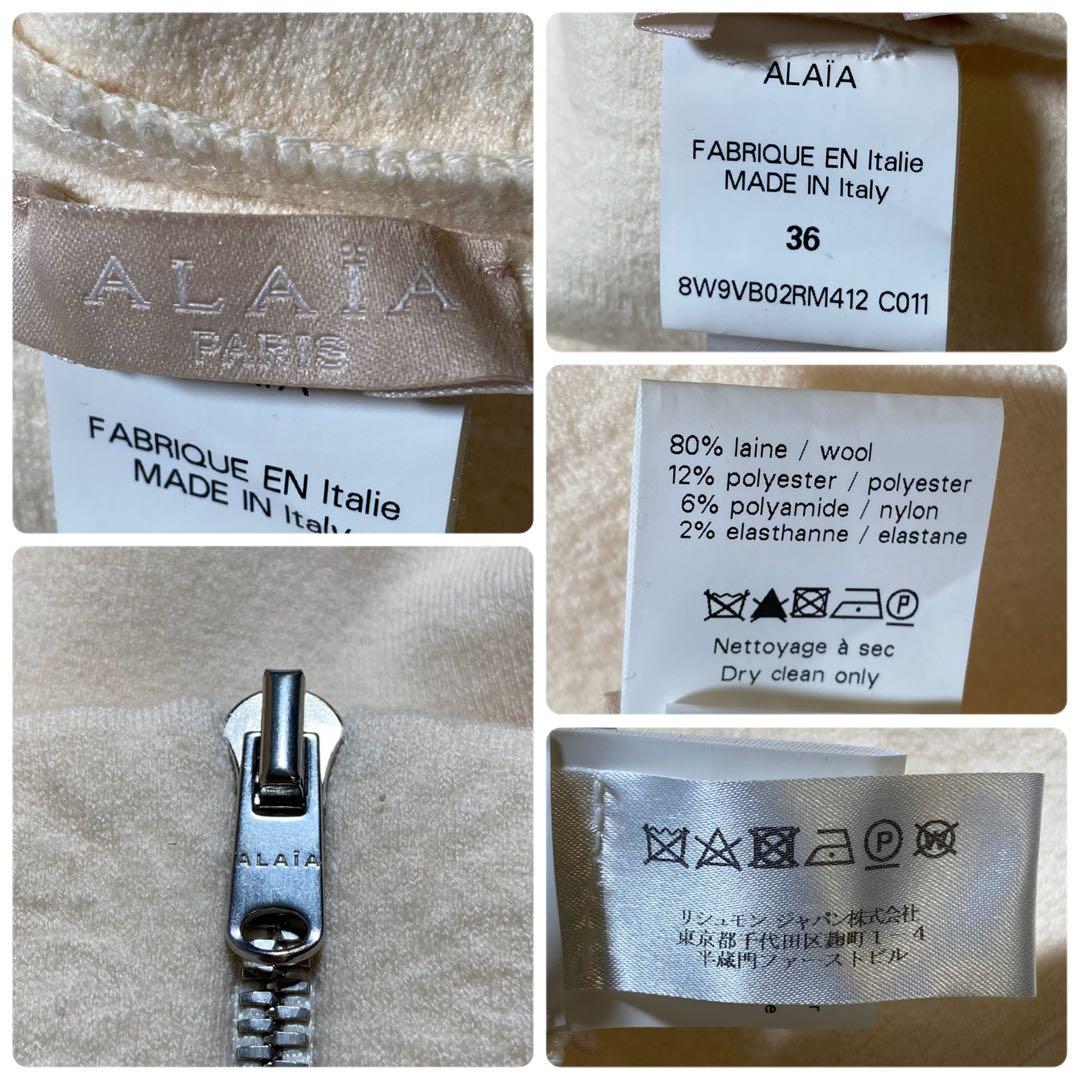 ALAÏA
PARIS
FABRIQUE EN Italie
MADE IN Italy
ALAÏA
FABRIQUE EN Italie
MADE IN Italy
36
8W9VB02RM412 C011
80% laine / wool
12% polyester / polyester
6% polyamide / nylon
2% elasthanne / elastane
P
Nettoyage à sec
Dry clean only
ALAÏA
P W
リシュモン ジャパン株式会社
東京都千代田区麹町1-4
半蔵門ファーストビル